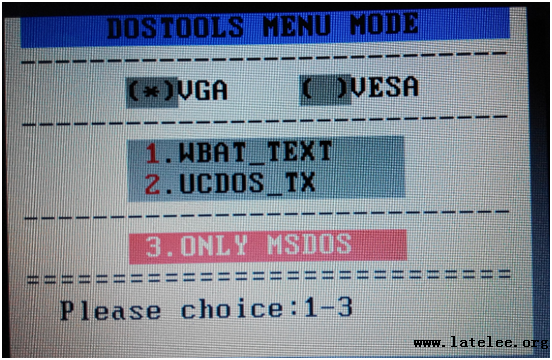 DOSTOOLS MENU MODE
(*)VGA ( )VESA
1.WBAT_TEXT
2.UCDOS_TX
3.ONLY MSDOS
Please choice:1-3
www.latelee.org